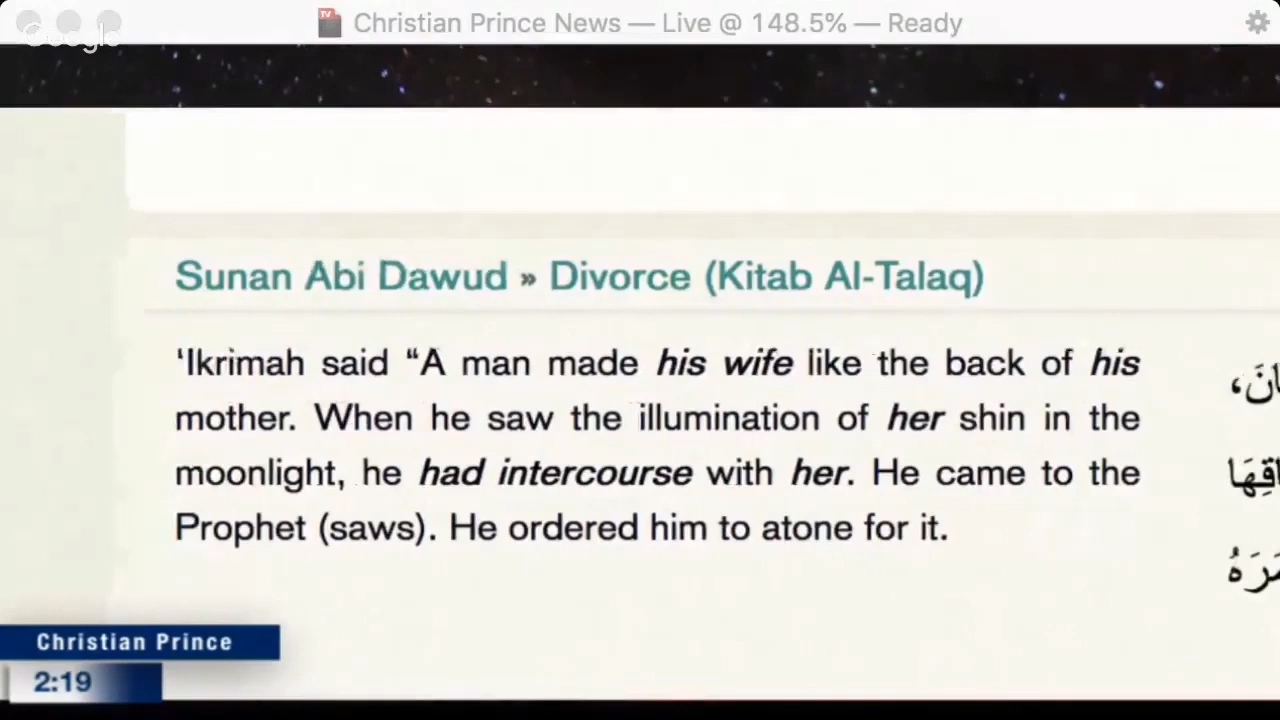 Google
Christian Prince News — Live @ 148.5% — Ready
Sunan Abi Dawud » Divorce (Kitab Al-Talaq)
‘Ikrimah said “A man made his wife like the back of his
mother. When he saw the illumination of her shin in the
moonlight, he had intercourse with her. He came to the
Prophet (saws). He ordered him to atone for it.
Christian Prince
2:19